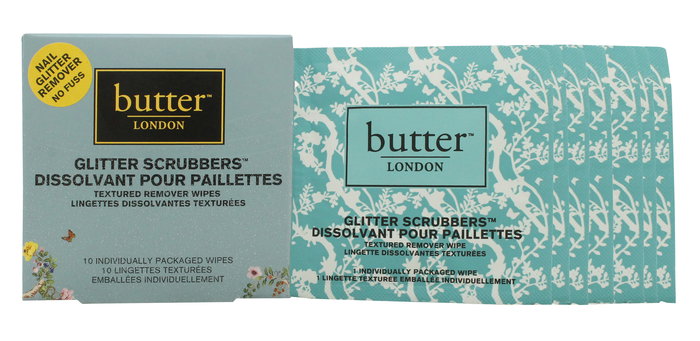 NAIL
GLITTER
REMOVER
NO FUSS
butter™
LONDON
GLITTER SCRUBBERS™
DISSOLVANT POUR PAILLETTES
TEXTURED REMOVER WIPES
LINGETTES DISSOLVANTES TEXTURÉES
10 INDIVIDUALLY PACKAGED WIPES
10 LINGETTES TEXTURÉES
EMBALLÉES INDIVIDUELLEMENT
butter™
LONDON
GLITTER SCRUBBERS™
DISSOLVANT POUR PAILLETTES
TEXTURED REMOVER WIPE
LINGETTE DISSOLVANTES TEXTURÉES
1 INDIVIDUALLY PACKAGED WIPE
1 LINGETTE TEXTURÉE EMBALLÉE INDIVIDUELLEMENT